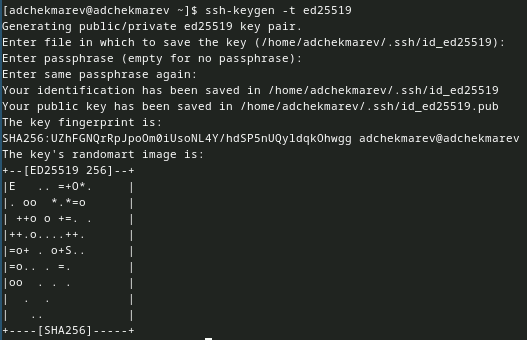 [adchekmarev@adchekmarev ~]$ ssh-keygen -t ed25519
Generating public/private ed25519 key pair.
Enter file in which to save the key (/home/adchekmarev/.ssh/id_ed25519):
Enter passphrase (empty for no passphrase):
Enter same passphrase again:
Your identification has been saved in /home/adchekmarev/.ssh/id_ed25519
Your public key has been saved in /home/adchekmarev/.ssh/id_ed25519.pub
The key fingerprint is:
SHA256:UZhFGNQrRpJpoOm0iUsoNL4Y/hdSP5nUQyldqkOhwgg adchekmarev@adchekmarev
The key's randomart image is:
+--[ED25519 256]--+
|E   .. =+O*.     |
|. oo  *.*=o      |
| ++o o +=. .     |
|++.o....++.      |
|=o+ . o+S..      |
|=o.. . =.        |
|oo  . . .        |
|  .  .           |
|   ..            |
+----[SHA256]-----+